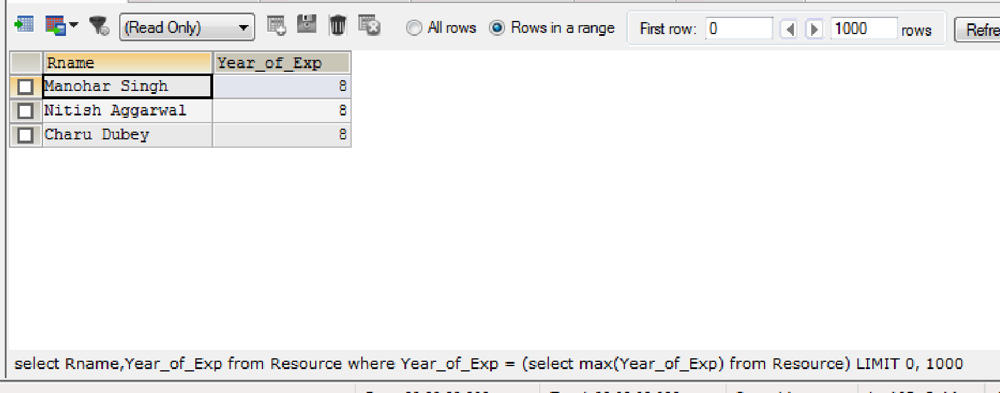 (Read Only) All rows Rows in a range First row: 0 1000 rows Refre
Rname Year_of_Exp
Manohar Singh 8
Nitish Aggarwal 8
Charu Dubey 8
select Rname,Year_of_Exp from Resource where Year_of_Exp = (select max(Year_of_Exp) from Resource) LIMIT 0, 1000